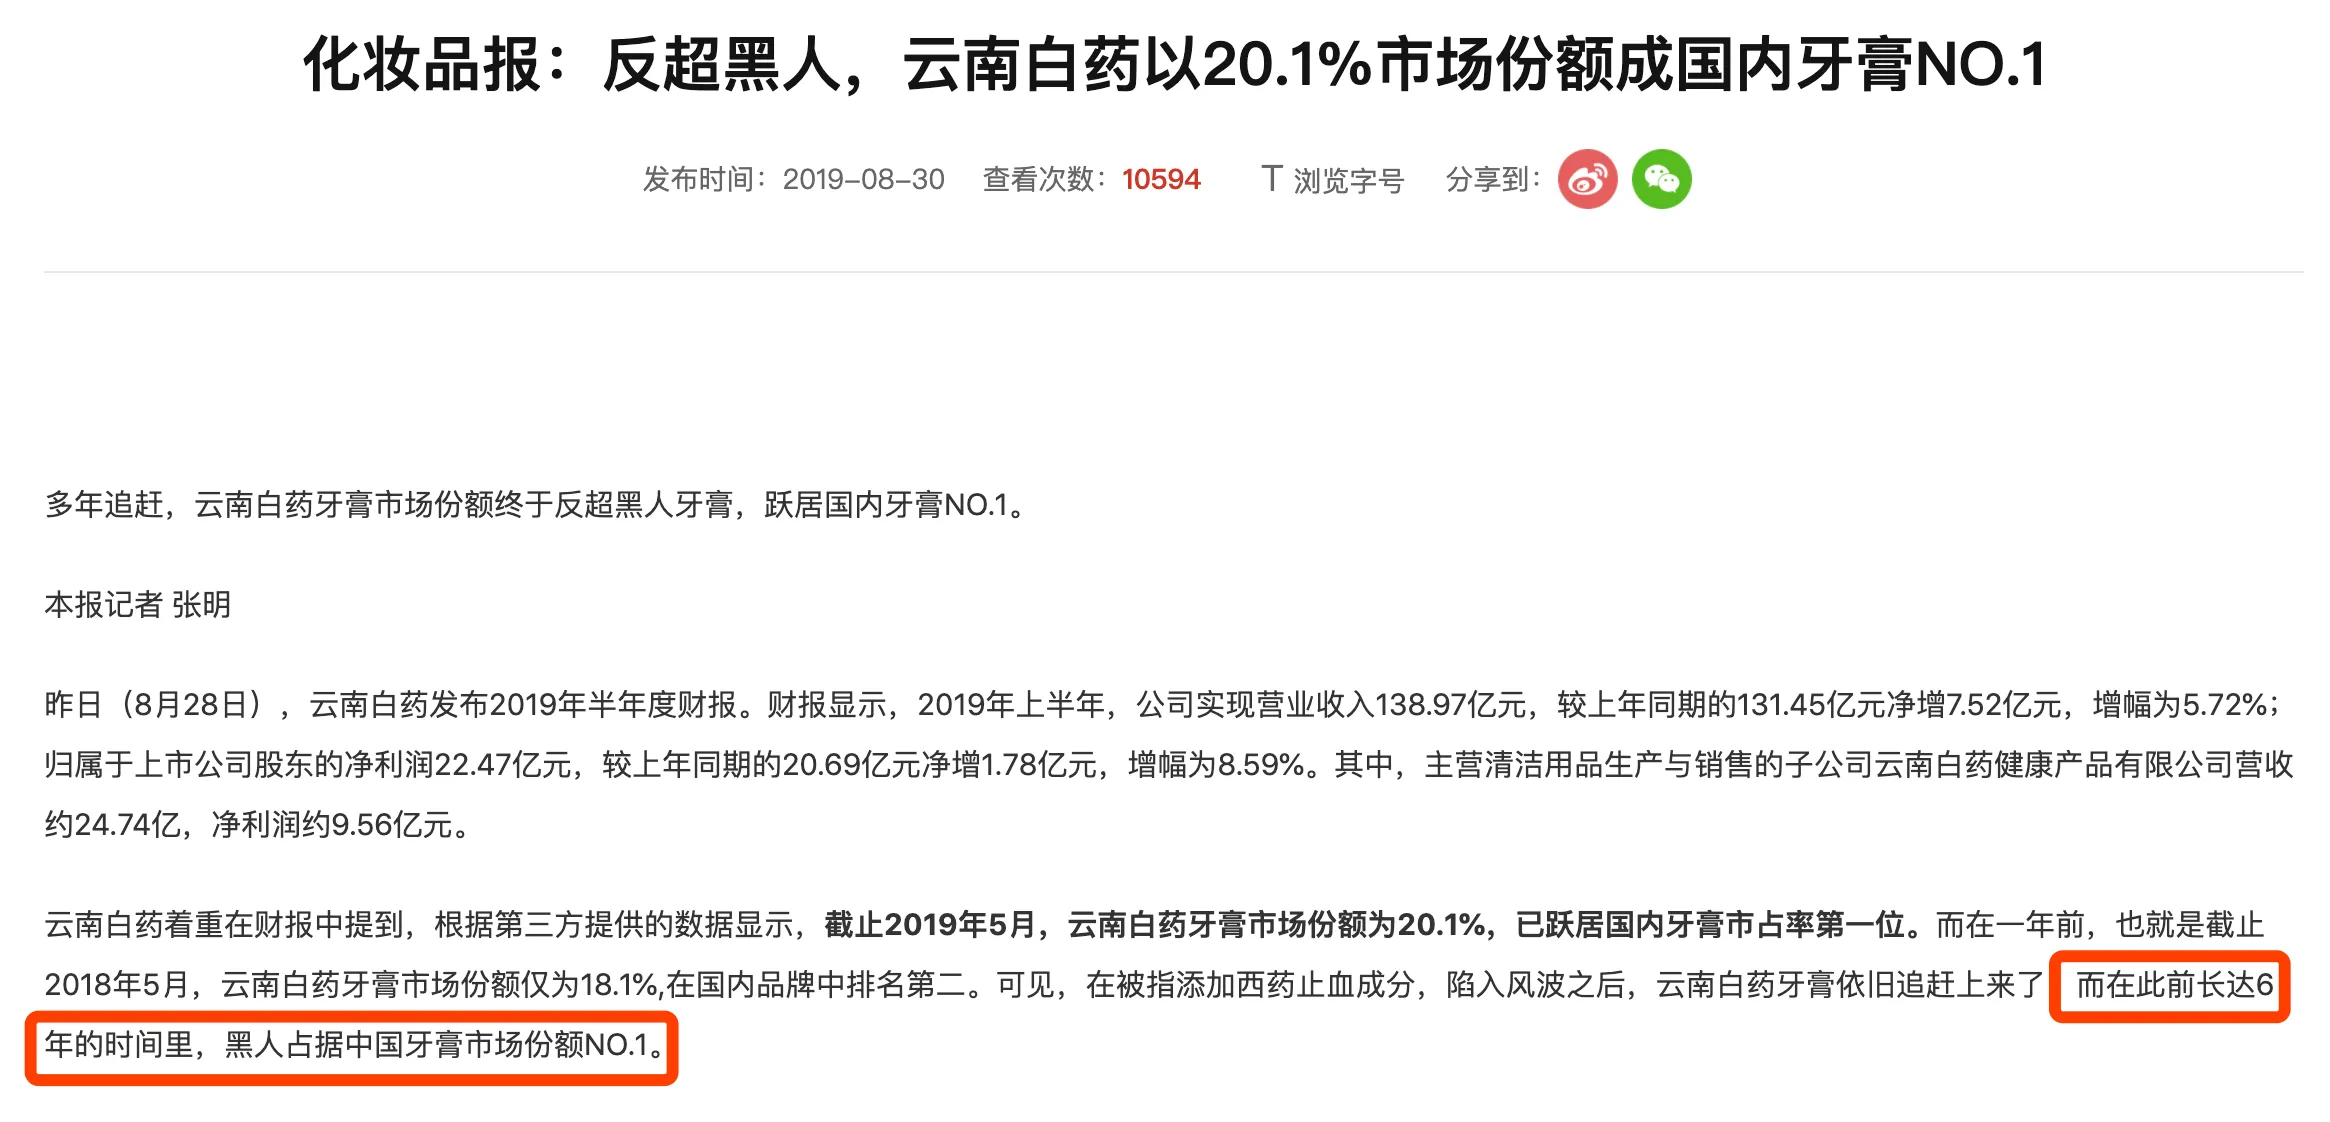 化妆品报：反超黑人，云南白药以20.1%市场份额成国内牙膏NO.1
发布时间：2019-08-30 查看次数：10594 T 浏览字号 分享到：
多年追赶，云南白药牙膏市场份额终于反超黑人牙膏，跃居国内牙膏NO.1。
本报记者 张明
昨日（8月28日），云南白药发布2019年半年度财报。财报显示，2019年上半年，公司实现营业收入138.97亿元，较上年同期的131.45亿元净增7.52亿元，增幅为5.72%；
归属于上市公司股东的净利润22.47亿元，较上年同期的20.69亿元净增1.78亿元，增幅为8.59%。其中，主营清洁用品生产与销售的子公司云南白药健康产品有限公司营收
约24.74亿，净利润约9.56亿元。
云南白药着重在财报中提到，根据第三方提供的数据显示，截止2019年5月，云南白药牙膏市场份额为20.1%，已跃居国内牙膏市占率第一位。而在一年前，也就是截止
2018年5月，云南白药牙膏市场份额仅为18.1%,在国内品牌中排名第二。可见，在被指添加西药止血成分，陷入风波之后，云南白药牙膏依旧追赶上来了 而在此前长达6
年的时间里，黑人占据中国牙膏市场份额NO.1。